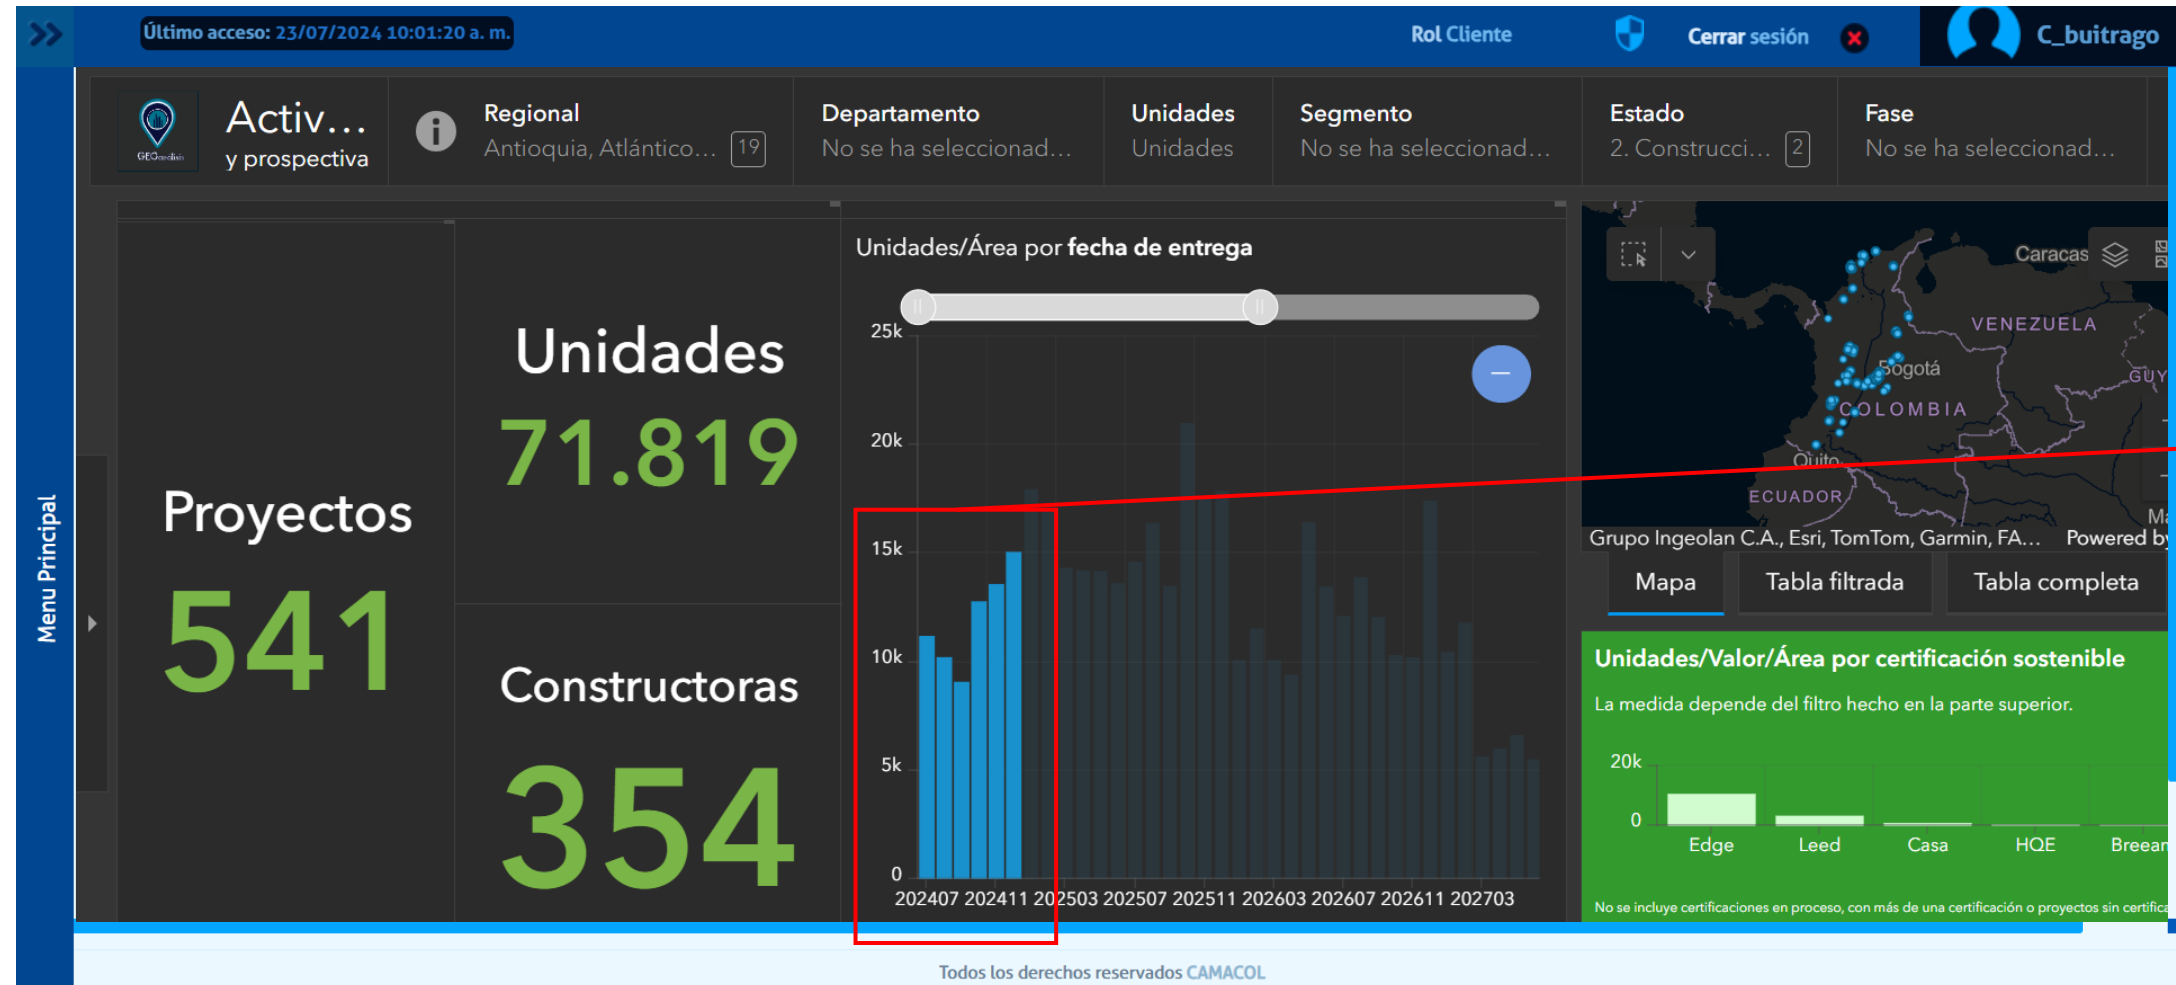 Último acceso: 23/07/2024 10:01:20 a. m.
Rol Cliente
Cerrar sesión
C_buitrago
Menu Principal
Activ...
y prospectiva
Regional
Antioquia, Atlántico... 19
Departamento
No se ha seleccionad...
Unidades
Unidades
Segmento
No se ha seleccionad...
Estado
2. Construcci... 2
Fase
No se ha seleccionad...
Proyectos
541
Unidades
71.819
Constructoras
354
Unidades/Área por fecha de entrega
25k
20k
15k
10k
5k
0
202407 202411 202503 202507 202511 202603 202607 202611 202703
Caracas
VENEZUELA
Bogotá
GUY
COLOMBIA
Quito
ECUADOR
Ma
Grupo Ingeolan C.A., Esri, TomTom, Garmin, FA... Powered by
Mapa
Tabla filtrada
Tabla completa
Unidades/Valor/Área por certificación sostenible
La medida depende del filtro hecho en la parte superior.
20k
0
Edge Leed Casa HQE Breeam
No se incluye certificaciones en proceso, con más de una certificación o proyectos sin certifica
Todos los derechos reservados CAMACOL